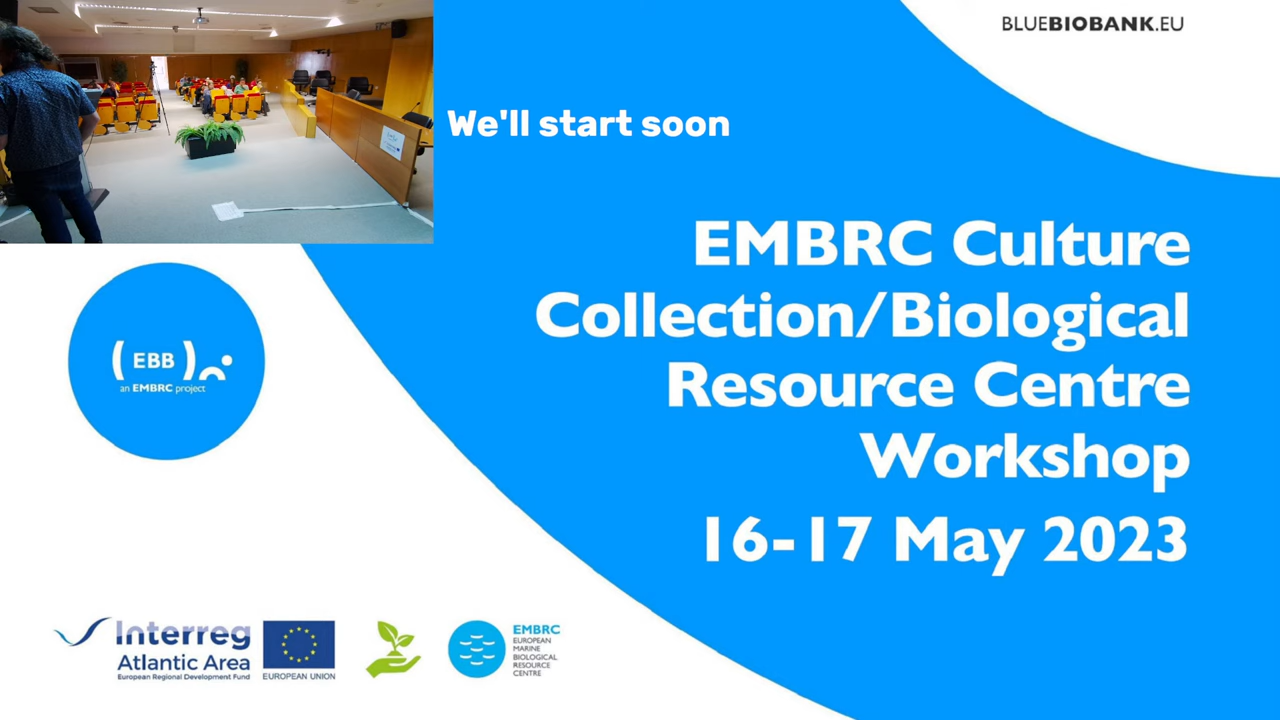 BLUEBIOBANK.EU
We'll start soon
EMBRC Culture
Collection/Biological
Resource Centre
Workshop
16-17 May 2023
( EBB )
an EMBRC project
Interreg
Atlantic Area
European Regional Development Fund
EUROPEAN UNION
EMBRC
EUROPEAN
MARINE
BIOLOGICAL
RESOURCE
CENTRE